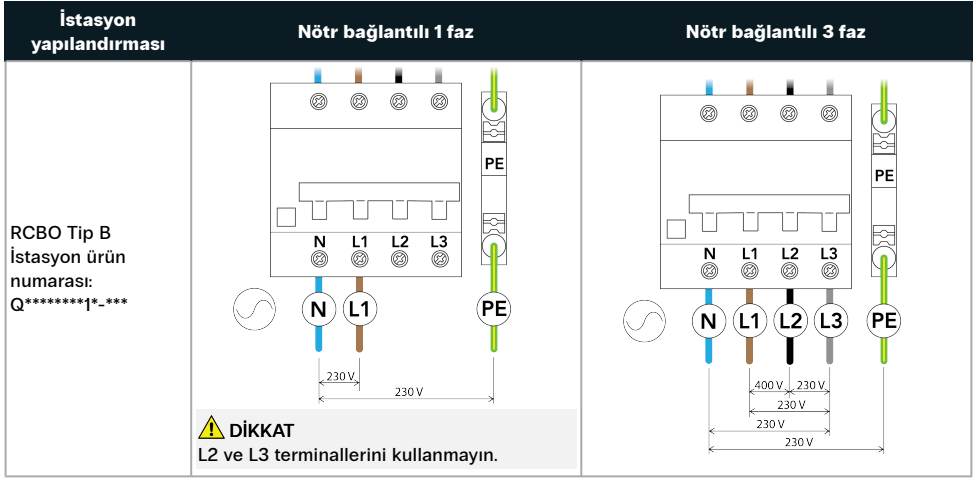 İstasyon
yapılandırması
Nötr bağlantılı 1 faz
Nötr bağlantılı 3 faz
RCBO Tip B
İstasyon ürün
numarası:
Q********1*-***
PE
N L1 L2 L3
N L1 PE
230 V
230 V
DİKKAT
L2 ve L3 terminallerini kullanmayın.
PE
N L1 L2 L3
N L1 L2 L3 PE
400 V 230 V
230 V
230 V
230 V